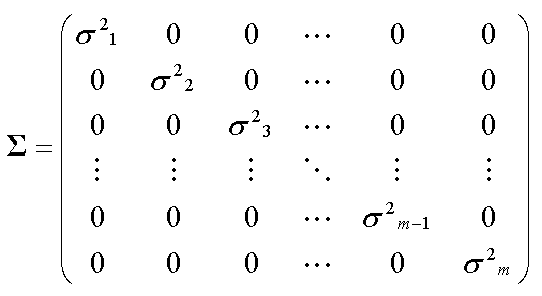 σ²₁ 0 0 ⋯ 0 0
0 σ²₂ 0 ⋯ 0 0
0 0 σ²₃ ⋯ 0 0
Σ = ⋮ ⋮ ⋮ ⋱ ⋮ ⋮
0 0 0 ⋯ σ²ₘ₋₁ 0
0 0 0 ⋯ 0 σ²ₘ